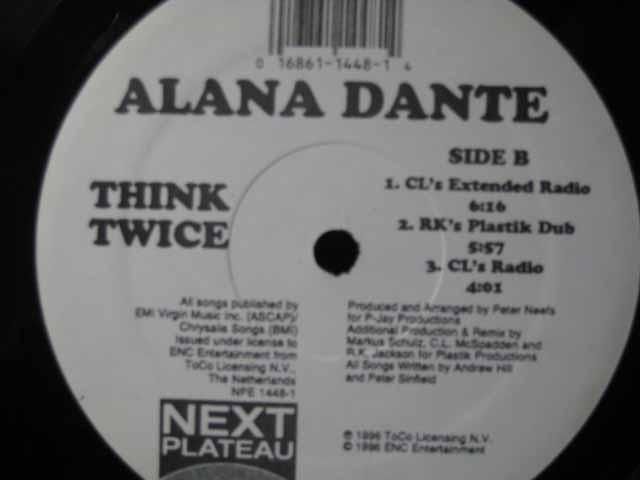 0 16861-1448-1 4
ALANA DANTE
SIDE B
THINK
TWICE
1. CL's Extended Radio
6:16
2. RK's Plastik Dub
5:57
3. CL's Radio
4:01
All songs published by
EMI Virgin Music Inc. (ASCAP)/
Chrysalis Songs (BMI)
Issued under license to
ENC Entertainment from
ToCo Licensing N.V.,
The Netherlands
NPE 1448-1
Produced and Arranged by Peter Neefs
for P-Jay Productions
Additional Production & Remix by
Markus Schulz, C.L. McSpadden and
R.K. Jackson for Plastik Productions
All Songs Written by Andrew Hill
and Peter Sinfield
NEXT
PLATEAU
℗ 1996 ToCo Licensing N.V.
© 1996 ENC Entertainment